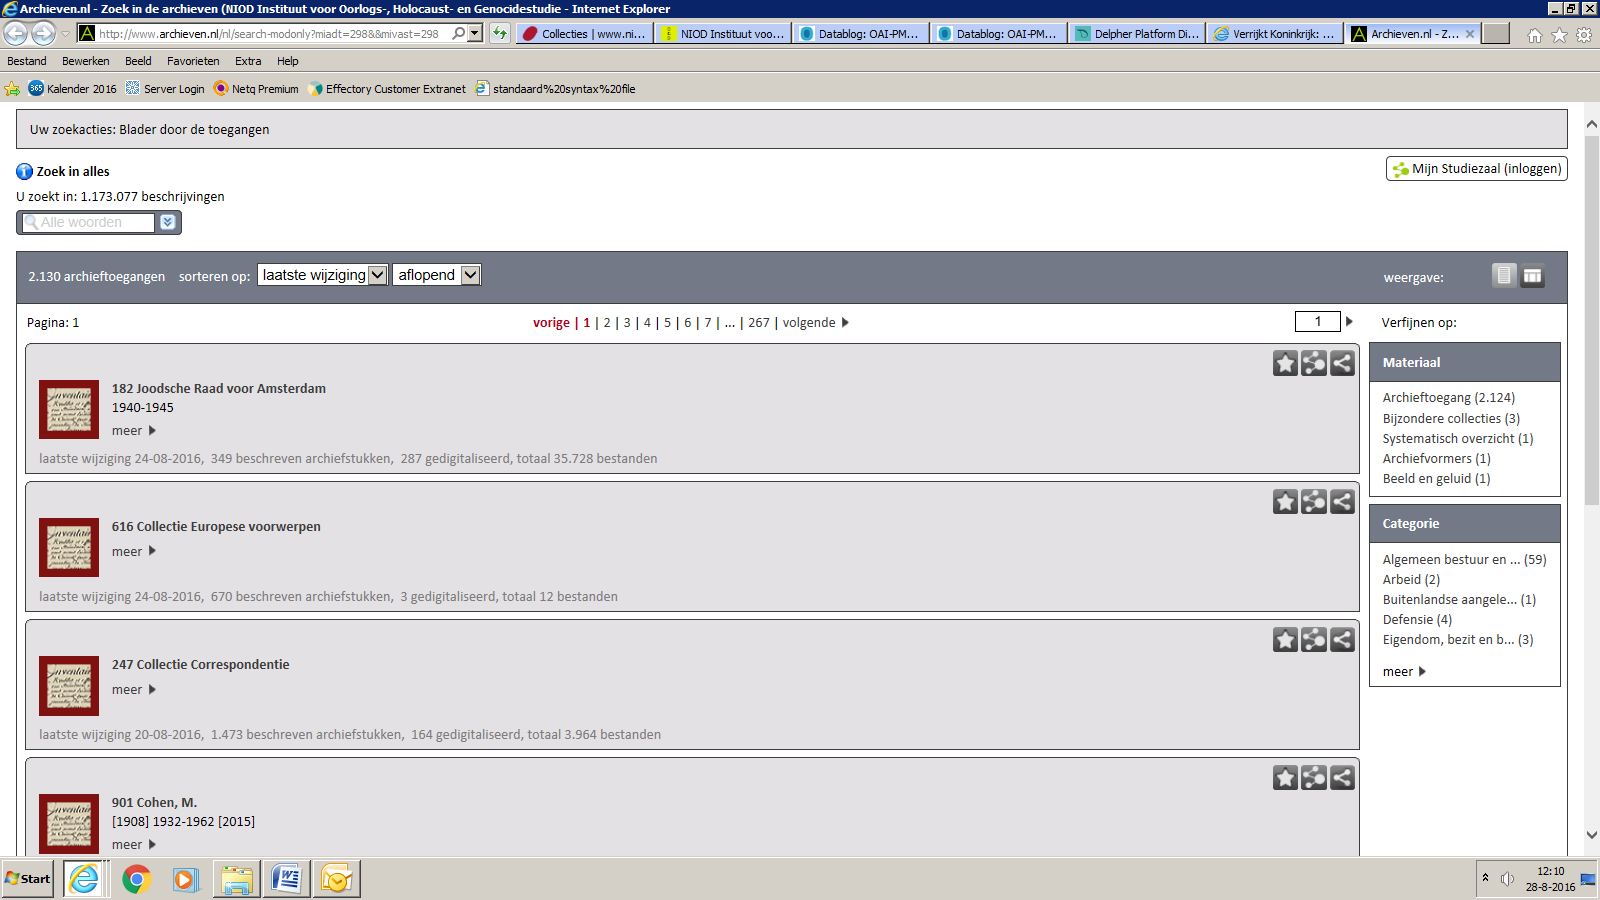 Archieven.nl - Zoek in de archieven (NIOD Instituut voor Oorlogs-, Holocaust- en Genocidestudie - Internet Explorer
http://www.archieven.nl/nl/search-modonly?miadt=298&&mivast=298
Collecties | www.ni...
NIOD Instituut voo...
Datablog: OAI-PM...
Datablog: OAI-PM...
Delpher Platform Di...
Verrijkt Koninkrijk: ...
Archieven.nl - Z...
Bestand Bewerken Beeld Favorieten Extra Help
Kalender 2016 Server Login Netq Premium Effectory Customer Extranet standaard%20syntax%20file
Uw zoekacties: Blader door de toegangen
Zoek in alles
Mijn Studiezaal (inloggen)
U zoekt in: 1.173.077 beschrijvingen
Alle woorden
2.130 archieftoegangen sorteren op: laatste wijziging aflopend weergave:
Pagina: 1 vorige | 1 | 2 | 3 | 4 | 5 | 6 | 7 | ... | 267 | volgende 1 Verfijnen op:
182 Joodsche Raad voor Amsterdam
1940-1945
meer
laatste wijziging 24-08-2016, 349 beschreven archiefstukken, 287 gedigitaliseerd, totaal 35.728 bestanden
616 Collectie Europese voorwerpen
meer
laatste wijziging 24-08-2016, 670 beschreven archiefstukken, 3 gedigitaliseerd, totaal 12 bestanden
247 Collectie Correspondentie
meer
laatste wijziging 20-08-2016, 1.473 beschreven archiefstukken, 164 gedigitaliseerd, totaal 3.964 bestanden
901 Cohen, M.
[1908] 1932-1962 [2015]
meer
Materiaal
Archieftoegang (2.124)
Bijzondere collecties (3)
Systematisch overzicht (1)
Archiefvormers (1)
Beeld en geluid (1)
Categorie
Algemeen bestuur en ... (59)
Arbeid (2)
Buitenlandse aangele... (1)
Defensie (4)
Eigendom, bezit en b... (3)
meer
Start
12:10
28-8-2016